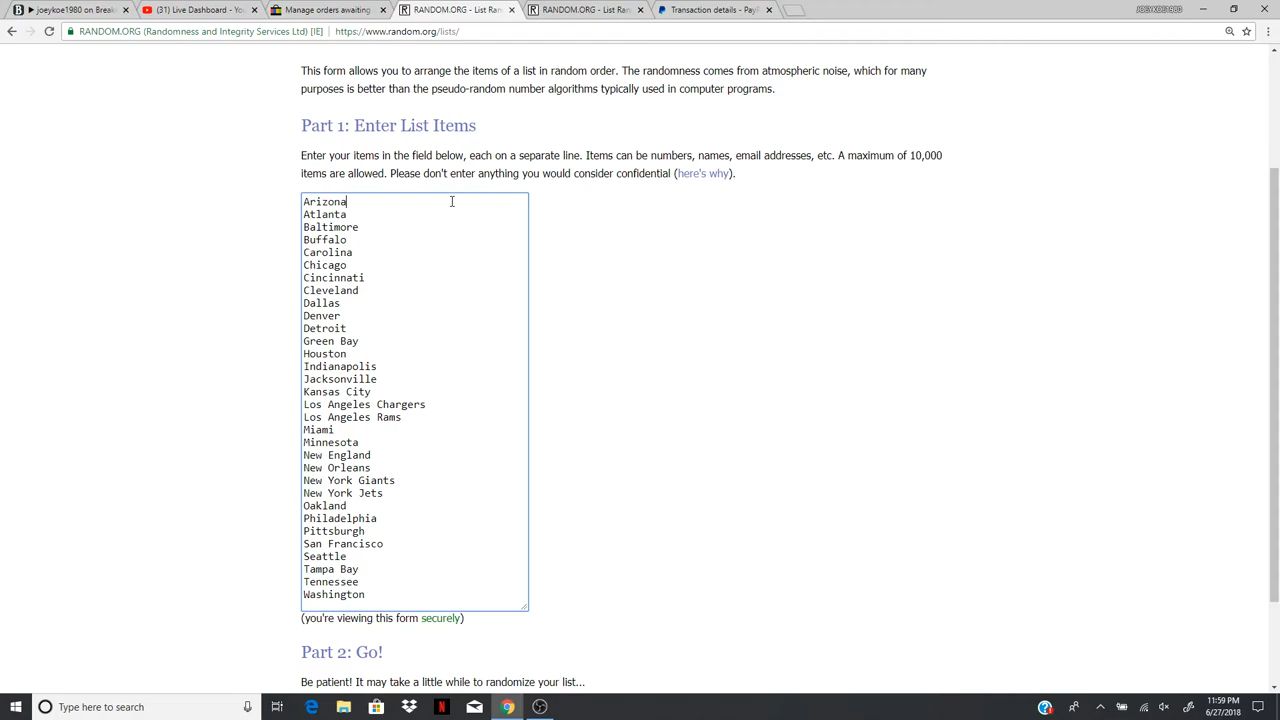 joeykoe1980 on Break
(31) Live Dashboard - You
Manage orders awaiting
RANDOM.ORG - List Ran
RANDOM.ORG - List Ran
Transaction details - PayP
RANDOM.ORG (Randomness and Integrity Services Ltd) [IE]
https://www.random.org/lists/
This form allows you to arrange the items of a list in random order. The randomness comes from atmospheric noise, which for many
purposes is better than the pseudo-random number algorithms typically used in computer programs.
Part 1: Enter List Items
Enter your items in the field below, each on a separate line. Items can be numbers, names, email addresses, etc. A maximum of 10,000
items are allowed. Please don't enter anything you would consider confidential (here's why).
Arizona
Atlanta
Baltimore
Buffalo
Carolina
Chicago
Cincinnati
Cleveland
Dallas
Denver
Detroit
Green Bay
Houston
Indianapolis
Jacksonville
Kansas City
Los Angeles Chargers
Los Angeles Rams
Miami
Minnesota
New England
New Orleans
New York Giants
New York Jets
Oakland
Philadelphia
Pittsburgh
San Francisco
Seattle
Tampa Bay
Tennessee
Washington
(you're viewing this form securely)
Part 2: Go!
Be patient! It may take a little while to randomize your list...
Type here to search
11:59 PM
6/27/2018